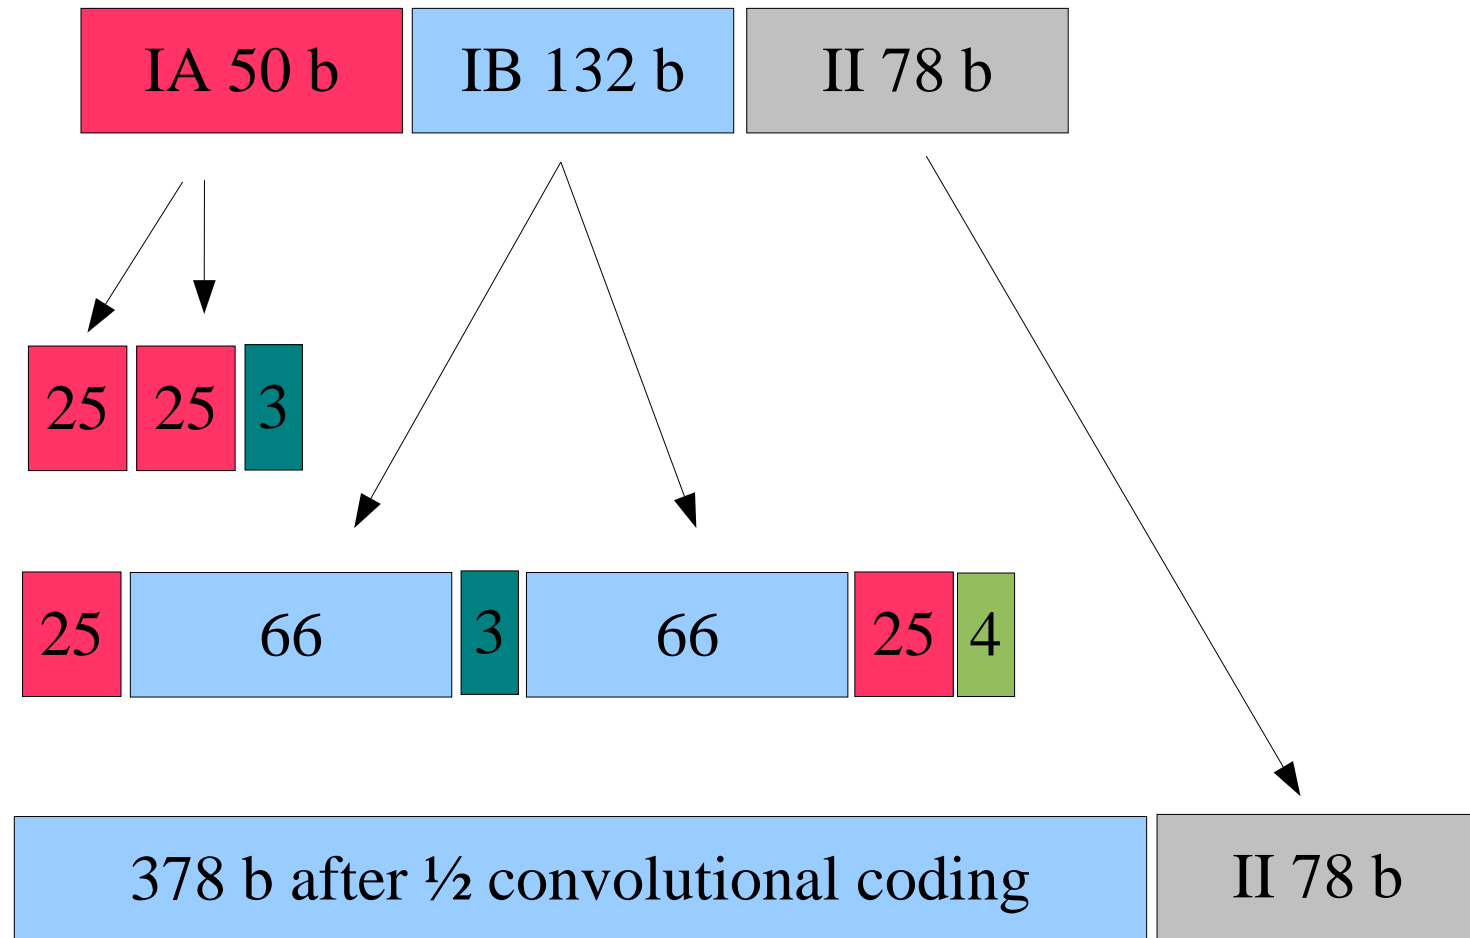 IA 50 b IB 132 b II 78 b
25 25 3
25 66 3 66 25 4
378 b after ½ convolutional coding II 78 b